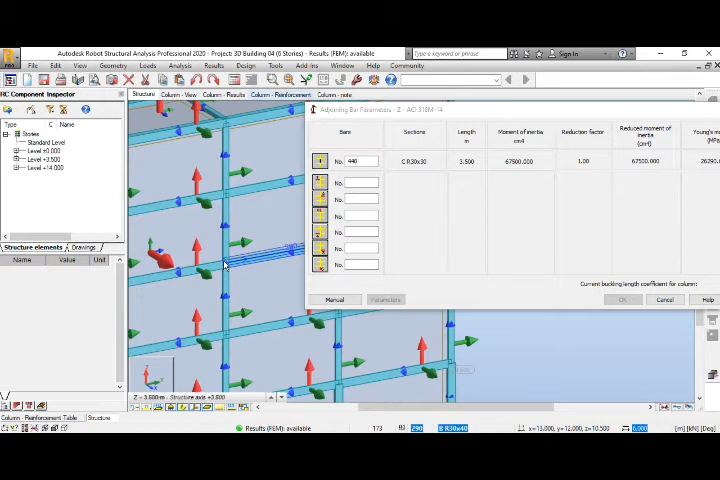 Autodesk Robot Structural Analysis Professional 2020 - Project: 3D Building 04 (6 Stories) - Results (FEM): available
Type a keyword or phrase
Sign In
PRO
File Edit View Geometry Loads Analysis Results Design Tools Add-Ins Window Help Community
RC Component Inspector
Structure Column - View Column - Results Column - Reinforcement Column - note
Type C Name
Stories
Standard Level
Level ±0.000
Level +3.500
Level +14.000
Structure elements Drawings
Name Value Unit
Adjoining Bar Parameters - Z - ACI 318M-14
Bars Sections Length m Moment of inertia cm4 Reduction factor Reduced moment of inertia (cm4) Young's mo (MPa
No. 440 C R30x30 3.500 67500.000 1.00 67500.000 26290.
No.
No.
No.
No.
No.
No.
Current buckling length coefficient for column:
Manual Parameters OK Cancel Help
Z = 3.500 m - Structure axis +3.500
Column - Reinforcement Table Structure
Results (FEM): available 173 290 B R30x40 x=13.000, y=12.000, z=10.500 6.000 [m] [kN] [Deg]